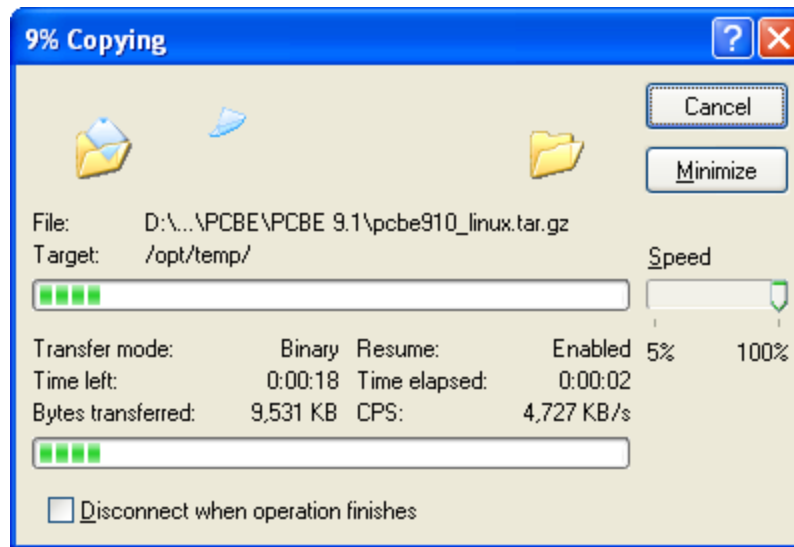 9% Copying
Cancel
Minimize
File: D:\...\PCBE\PCBE 9.1\pcbe910_linux.tar.gz
Target: /opt/temp/
Speed
5% 100%
Transfer mode: Binary Resume: Enabled
Time left: 0:00:18 Time elapsed: 0:00:02
Bytes transferred: 9,531 KB CPS: 4,727 KB/s
Disconnect when operation finishes